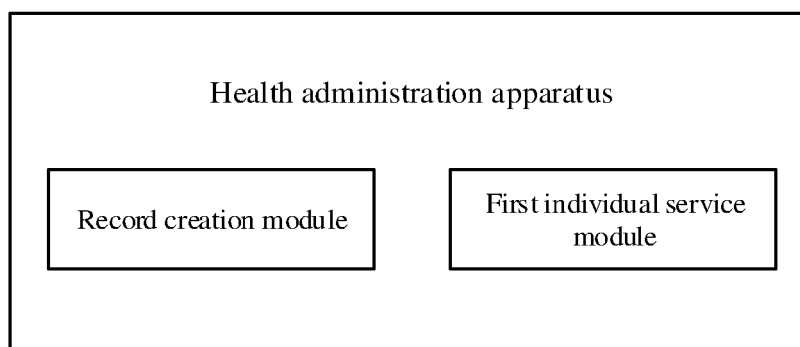 Health administration apparatus
Record creation module
First individual service
module